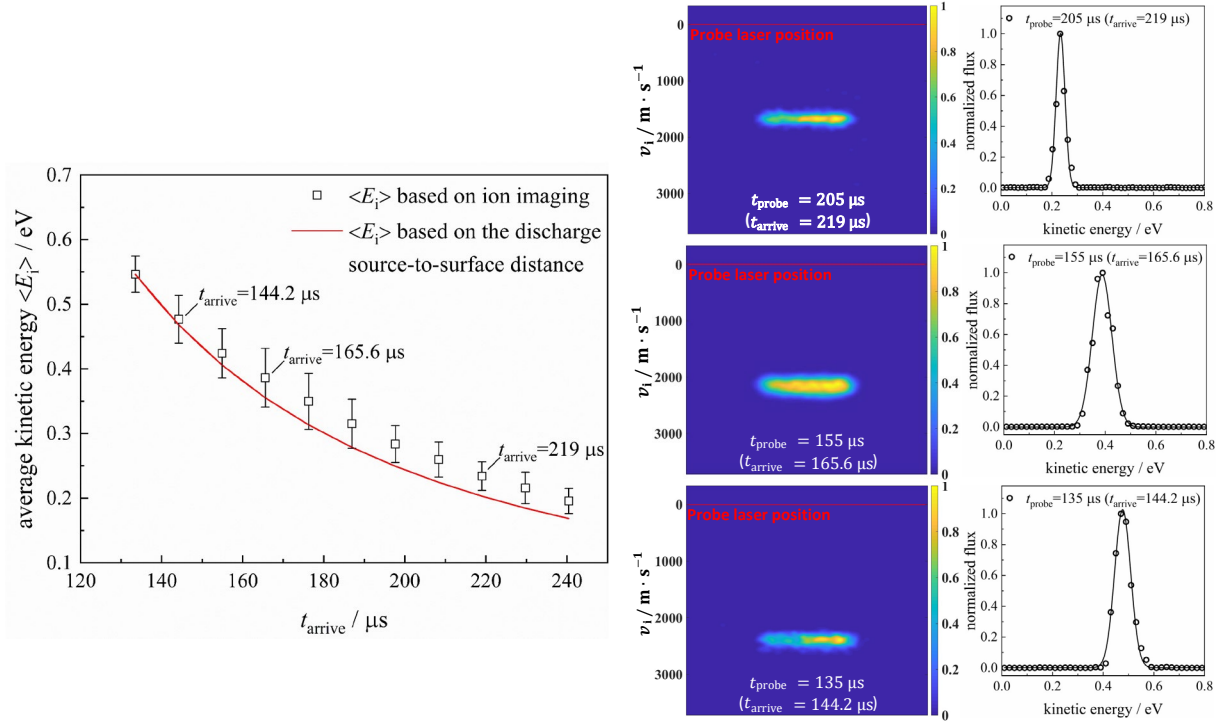 0.7
0.6
0.5
0.4
0.3
0.2
0.1
120
140
160
180
200
220
240
average kinetic energy <Ei> / eV
tarrive / µs
<Ei> based on ion imaging
<Ei> based on the discharge
source-to-surface distance
tarrive=144.2 µs
tarrive=165.6 µs
tarrive=219 µs
0
1000
2000
3000
vi / m · s−1
Probe laser position
tprobe = 205 µs
(tarrive = 219 µs)
1
0.8
0.6
0.4
0.2
0
tprobe=205 µs (tarrive=219 µs)
1.0
0.8
0.6
0.4
0.2
0.0
normalized flux
0.0
0.2
0.4
0.6
0.8
kinetic energy / eV
0
1000
2000
3000
vi / m · s−1
Probe laser position
tprobe = 155 µs
(tarrive = 165.6 µs)
1
0.8
0.6
0.4
0.2
0
tprobe=155 µs (tarrive=165.6 µs)
1.0
0.8
0.6
0.4
0.2
0.0
normalized flux
0.0
0.2
0.4
0.6
0.8
kinetic energy / eV
0
1000
2000
3000
vi / m · s−1
Probe laser position
tprobe = 135 µs
(tarrive = 144.2 µs)
1
0.8
0.6
0.4
0.2
0
tprobe=135 µs (tarrive=144.2 µs)
1.0
0.8
0.6
0.4
0.2
0.0
normalized flux
0.0
0.2
0.4
0.6
0.8
kinetic energy / eV